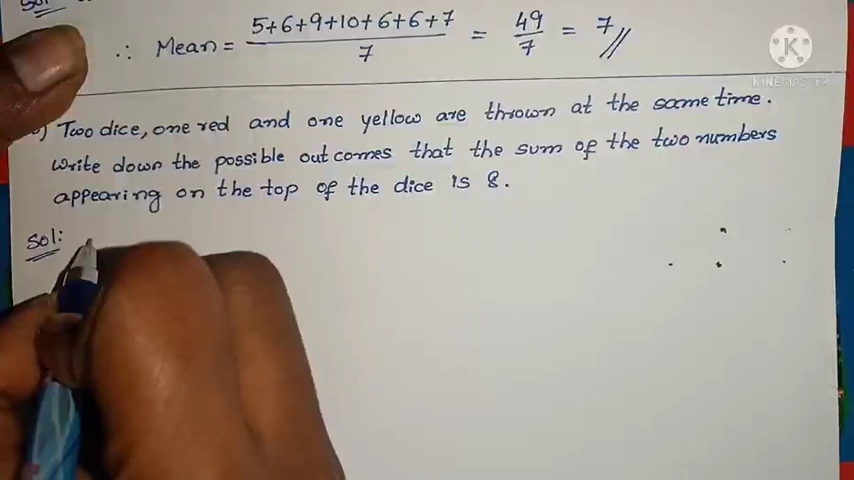 Sol:
∴ Mean = 5+6+9+10+6+6+7 / 7 = 49 / 7 = 7 //
KINEMASTER
) Two dice, one red and one yellow are thrown at the same time.
Write down the possible outcomes that the sum of the two numbers
appearing on the top of the dice is 8.
Sol: